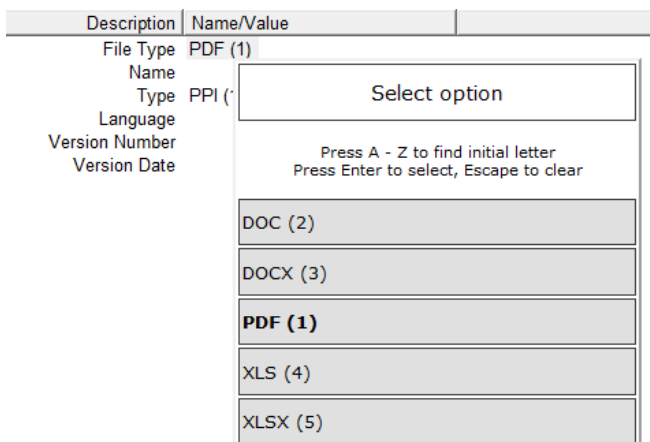 Description Name/Value
File Type PDF (1)
Name
Type PPI (
Language
Version Number
Version Date
Select option
Press A - Z to find initial letter
Press Enter to select, Escape to clear
DOC (2)
DOCX (3)
PDF (1)
XLS (4)
XLSX (5)